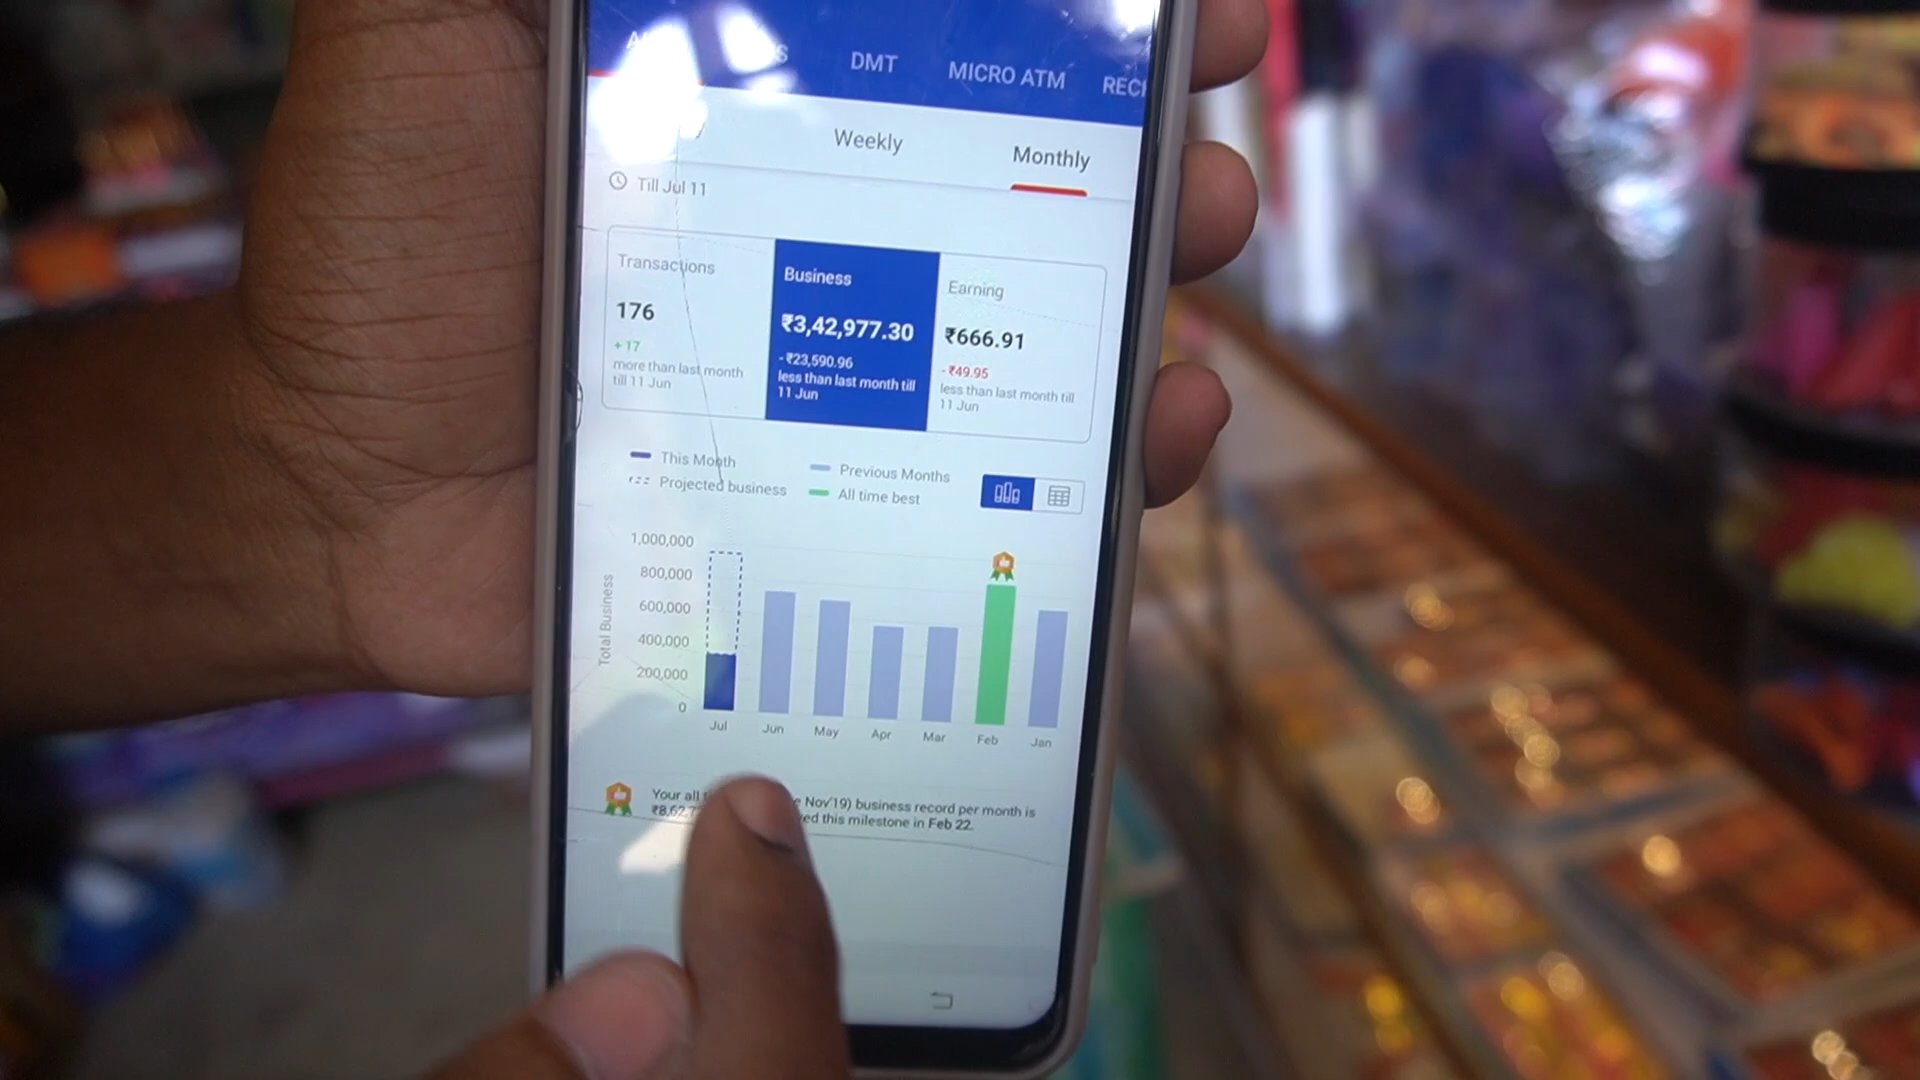 DMT MICRO ATM
Weekly Monthly
Till Jul 11
Transactions
176
+ 17
more than last month
till 11 Jun
Business
₹3,42,977.30
- ₹23,590.96
less than last month till
11 Jun
Earning
₹666.91
- ₹49.95
less than last month till
11 Jun
This Month
Previous Months
Projected business
All time best
Total Business
1,000,000
800,000
600,000
400,000
200,000
0
Jul Jun May Apr Mar Feb Jan
Your all Nov'19) business record per month is
this milestone in Feb 22.